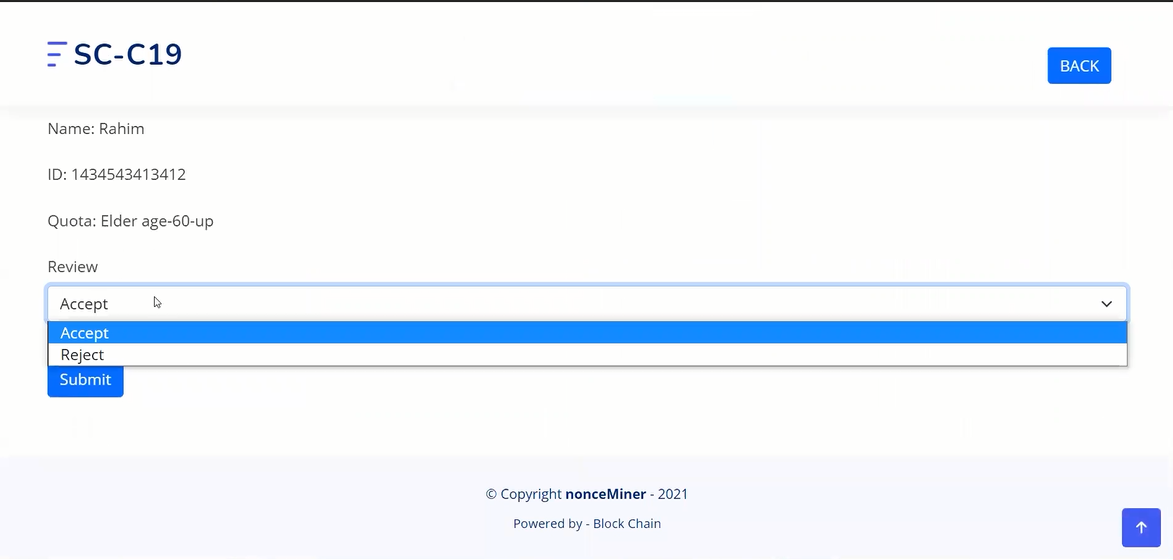 SC-C19
BACK
Name: Rahim
ID: 1434543413412
Quota: Elder age-60-up
Review
Accept
Accept
Reject
Submit
© Copyright nonceMiner - 2021
Powered by - Block Chain